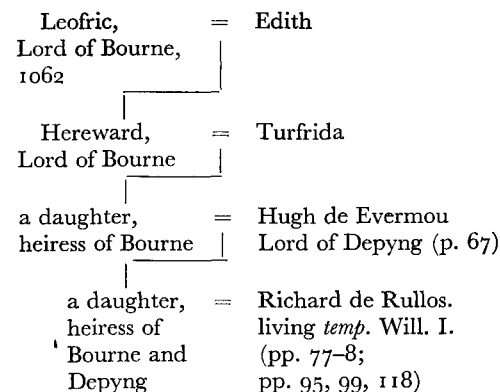 Leofric, = Edith
Lord of Bourne,
1062
Hereward, = Turfrida
Lord of Bourne
a daughter, = Hugh de Evermou
heiress of Bourne Lord of Depyng (p. 67)
a daughter, = Richard de Rullos.
heiress of living temp. Will. I.
Bourne and (pp. 77–8;
Depyng pp. 95, 99, 118)